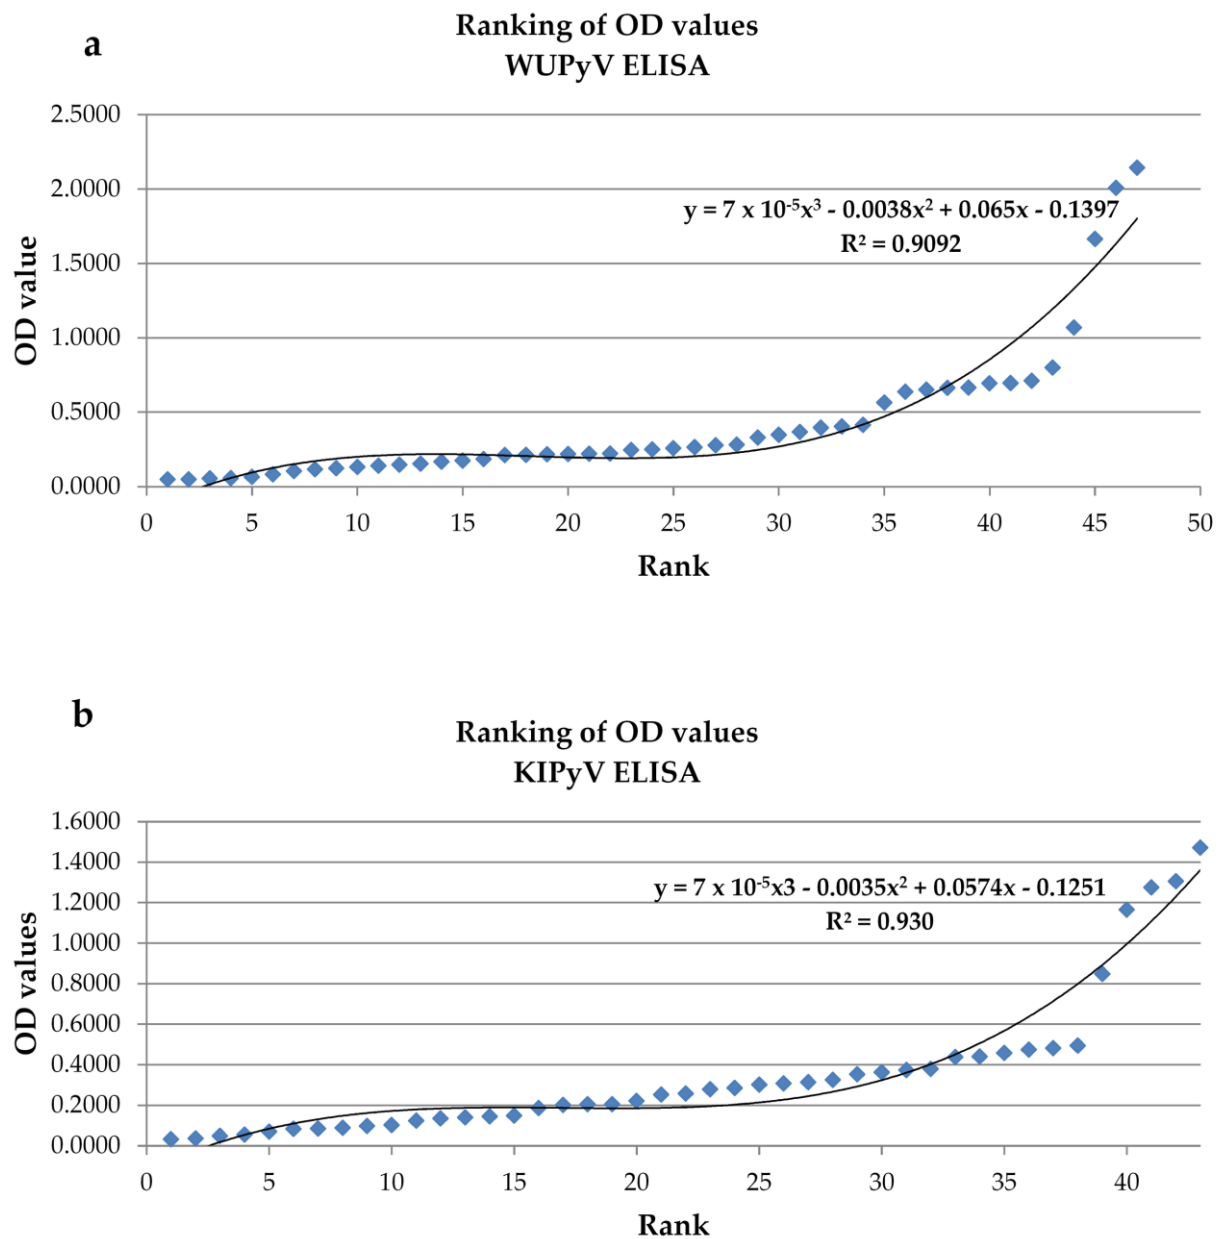 a
Ranking of OD values
WUPyV ELISA
2.5000
2.0000
1.5000
1.0000
0.5000
0.0000
OD value
y = 7 x 10⁻⁵x³ - 0.0038x² + 0.065x - 0.1397
R² = 0.9092
0 5 10 15 20 25 30 35 40 45 50
Rank
b
Ranking of OD values
KIPyV ELISA
1.6000
1.4000
1.2000
1.0000
0.8000
0.6000
0.4000
0.2000
0.0000
OD values
y = 7 x 10⁻⁵x3 - 0.0035x² + 0.0574x - 0.1251
R² = 0.930
0 5 10 15 20 25 30 35 40
Rank